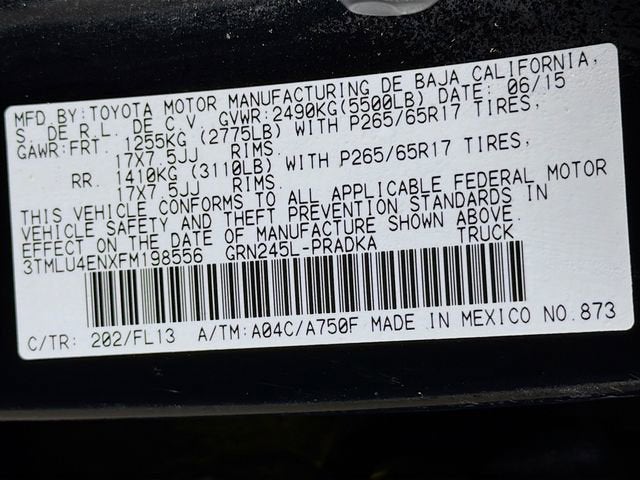 MFD.BY:TOYOTA MOTOR MANUFACTURING DE BAJA CALIFORNIA,
S. DE R.L. DE C.V. GVWR:2490KG(5500LB) DATE: 06/15
GAWR:FRT. 1255KG (2775LB) WITH P265/65R17 TIRES,
17X7.5JJ RIMS.
RR. 1410KG (3110LB) WITH P265/65R17 TIRES,
17X7.5JJ RIMS.
THIS VEHICLE CONFORMS TO ALL APPLICABLE FEDERAL MOTOR
VEHICLE SAFETY AND THEFT PREVENTION STANDARDS IN
EFFECT ON THE DATE OF MANUFACTURE SHOWN ABOVE.
3TMLU4ENXFM198556 GRN245L-PRADKA TRUCK
C/TR: 202/FL13 A/TM:A04C/A750F MADE IN MEXICO NO.873